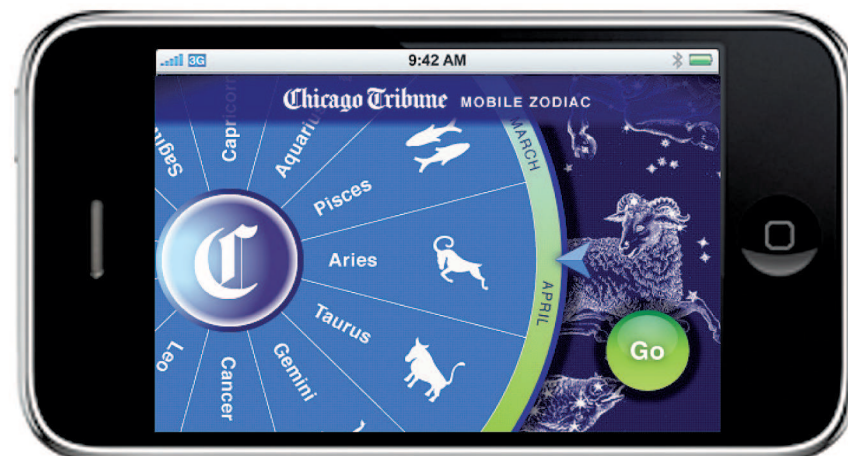 3G
9:42 AM
Chicago Tribune MOBILE ZODIAC
Capricorn
Aquarius
MARCH
Pisces
Aries
C
APRIL
Taurus
Gemini
Cancer
Leo
Go